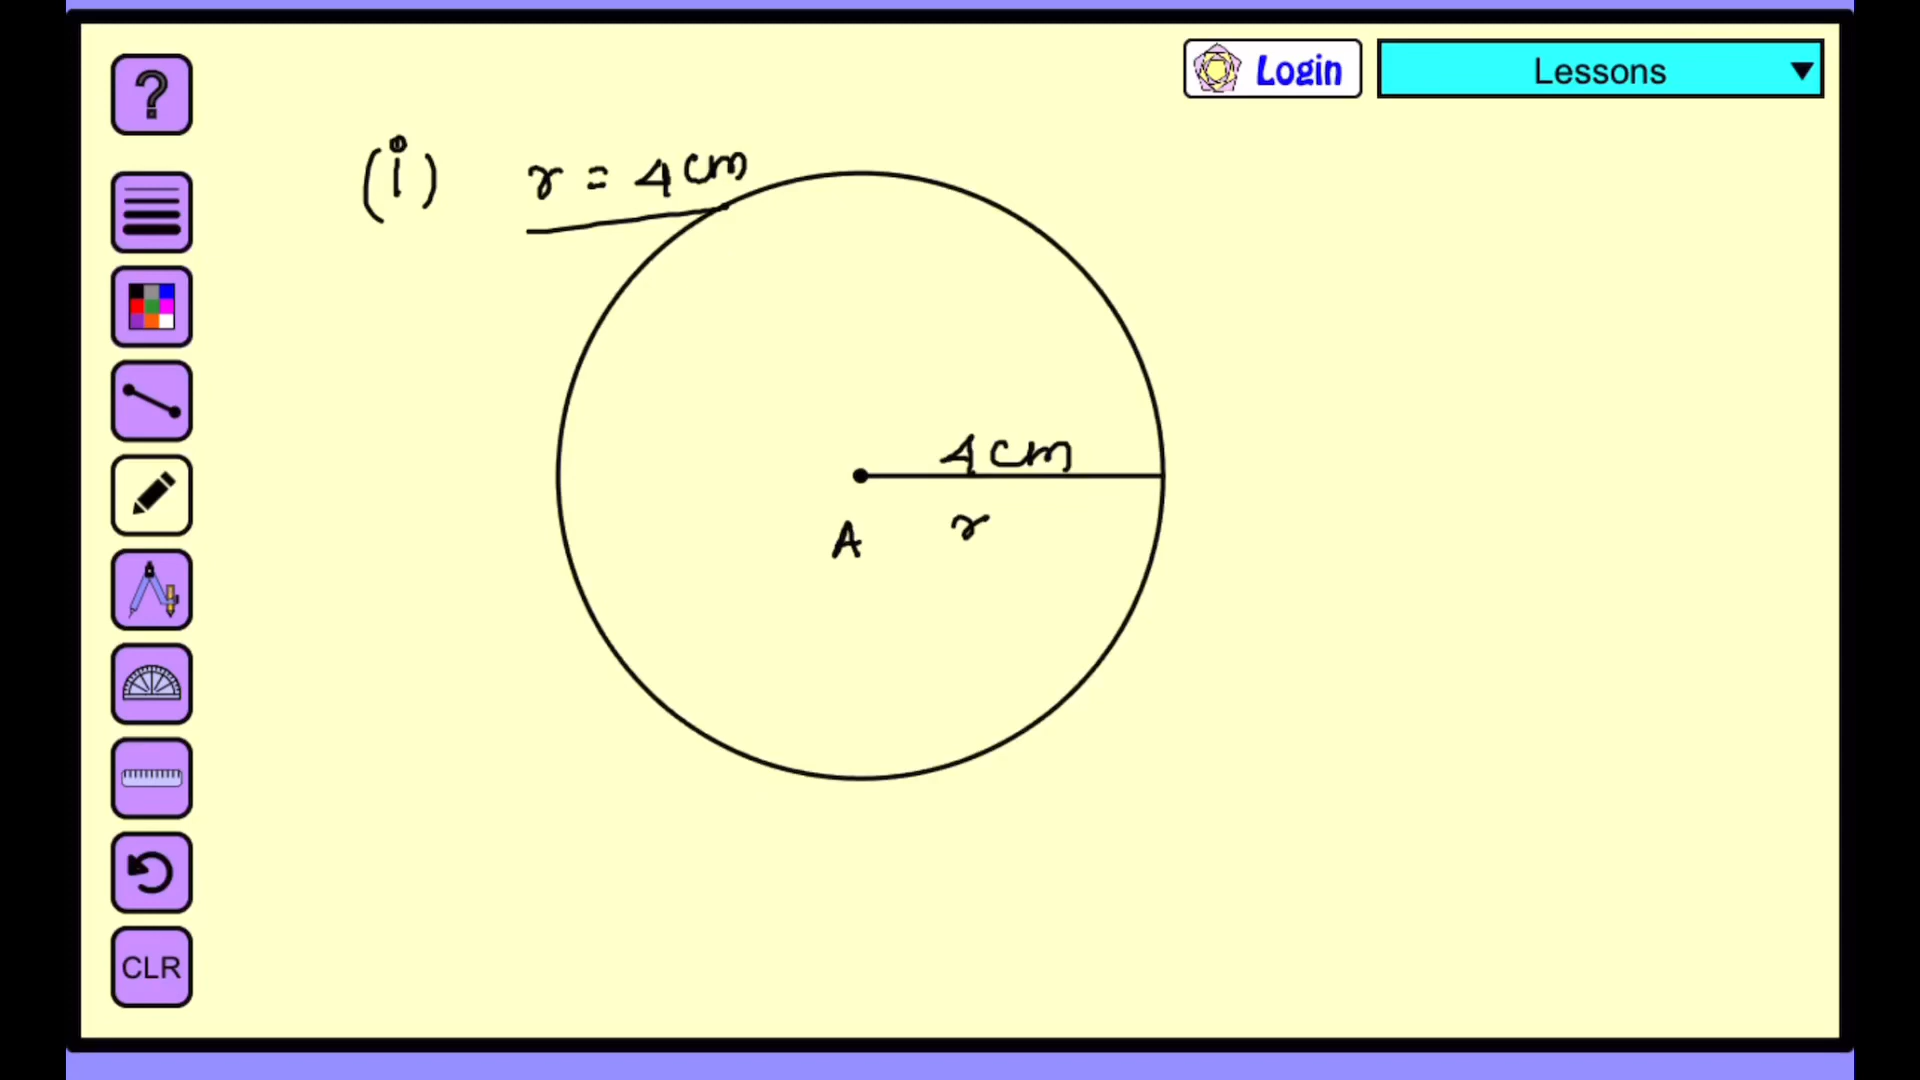 ?
Login
Lessons
(i) r = 4 cm
4 cm
A r
CLR